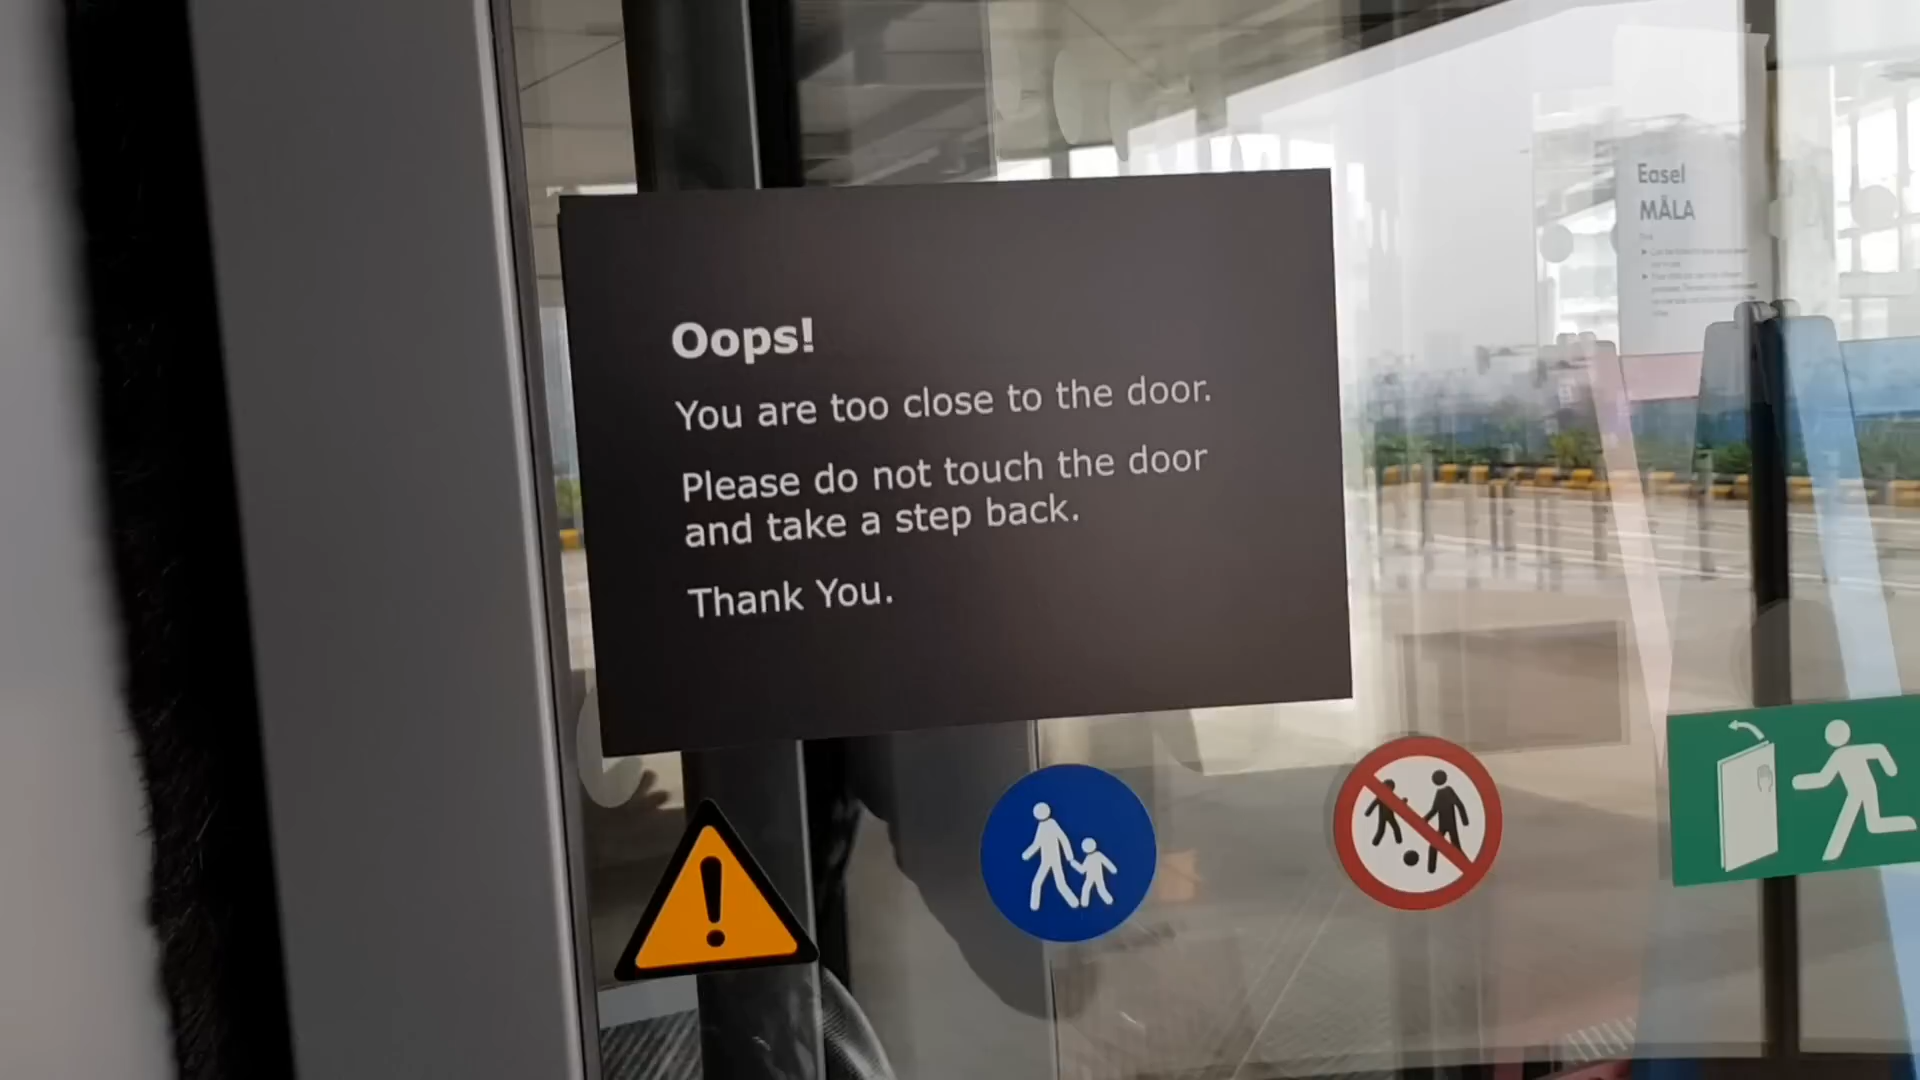 Oops!
You are too close to the door.
Please do not touch the door
and take a step back.
Thank You.
Easel
MÅLA